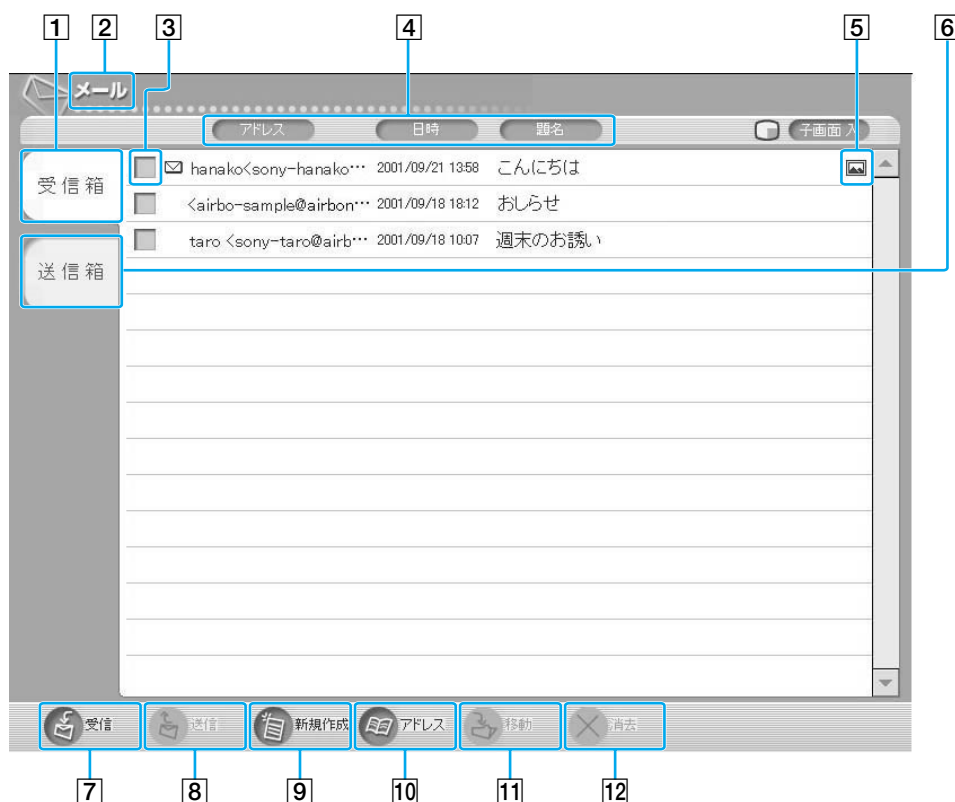 1 2 3 4 5 6
メール
アドレス 日時 題名 子画面 入
受信箱
hanako<sony-hanako… 2001/09/21 13:58 こんにちは
<airbo-sample@airbon… 2001/09/18 18:12 おしらせ
taro <sony-taro@airb… 2001/09/18 10:07 週末のお誘い
送信箱
受信 送信 新規作成 アドレス 移動 消去
7 8 9 10 11 12